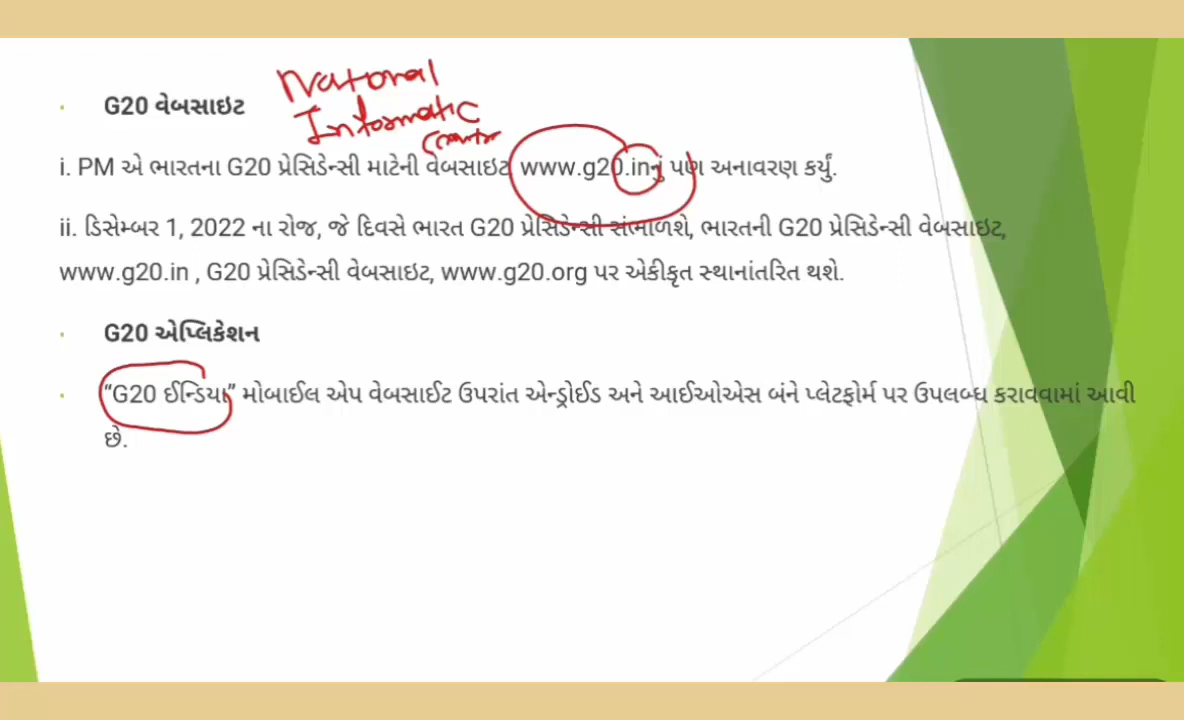 Natonal
Informatic
Centr
G20 વેબસાઇટ
i. PM એ ભારતના G20 પ્રેસિડેન્સી માટેની વેબસાઇટ www.g20.inનું પણ અનાવરણ કર્યું.
ii. ડિસેમ્બર 1, 2022 ના રોજ, જે દિવસે ભારત G20 પ્રેસિડેન્સી સંભાળશે, ભારતની G20 પ્રેસિડેન્સી વેબસાઇટ,
www.g20.in , G20 પ્રેસિડેન્સી વેબસાઇટ, www.g20.org પર એકીકૃત સ્થાનાંતરિત થશે.
G20 એપ્લિકેશન
“G20 ઈન્ડિયા” મોબાઈલ એપ વેબસાઈટ ઉપરાંત એન્ડ્રોઈડ અને આઈઓએસ બંને પ્લેટફોર્મ પર ઉપલબ્ધ કરાવવામાં આવી
છે.